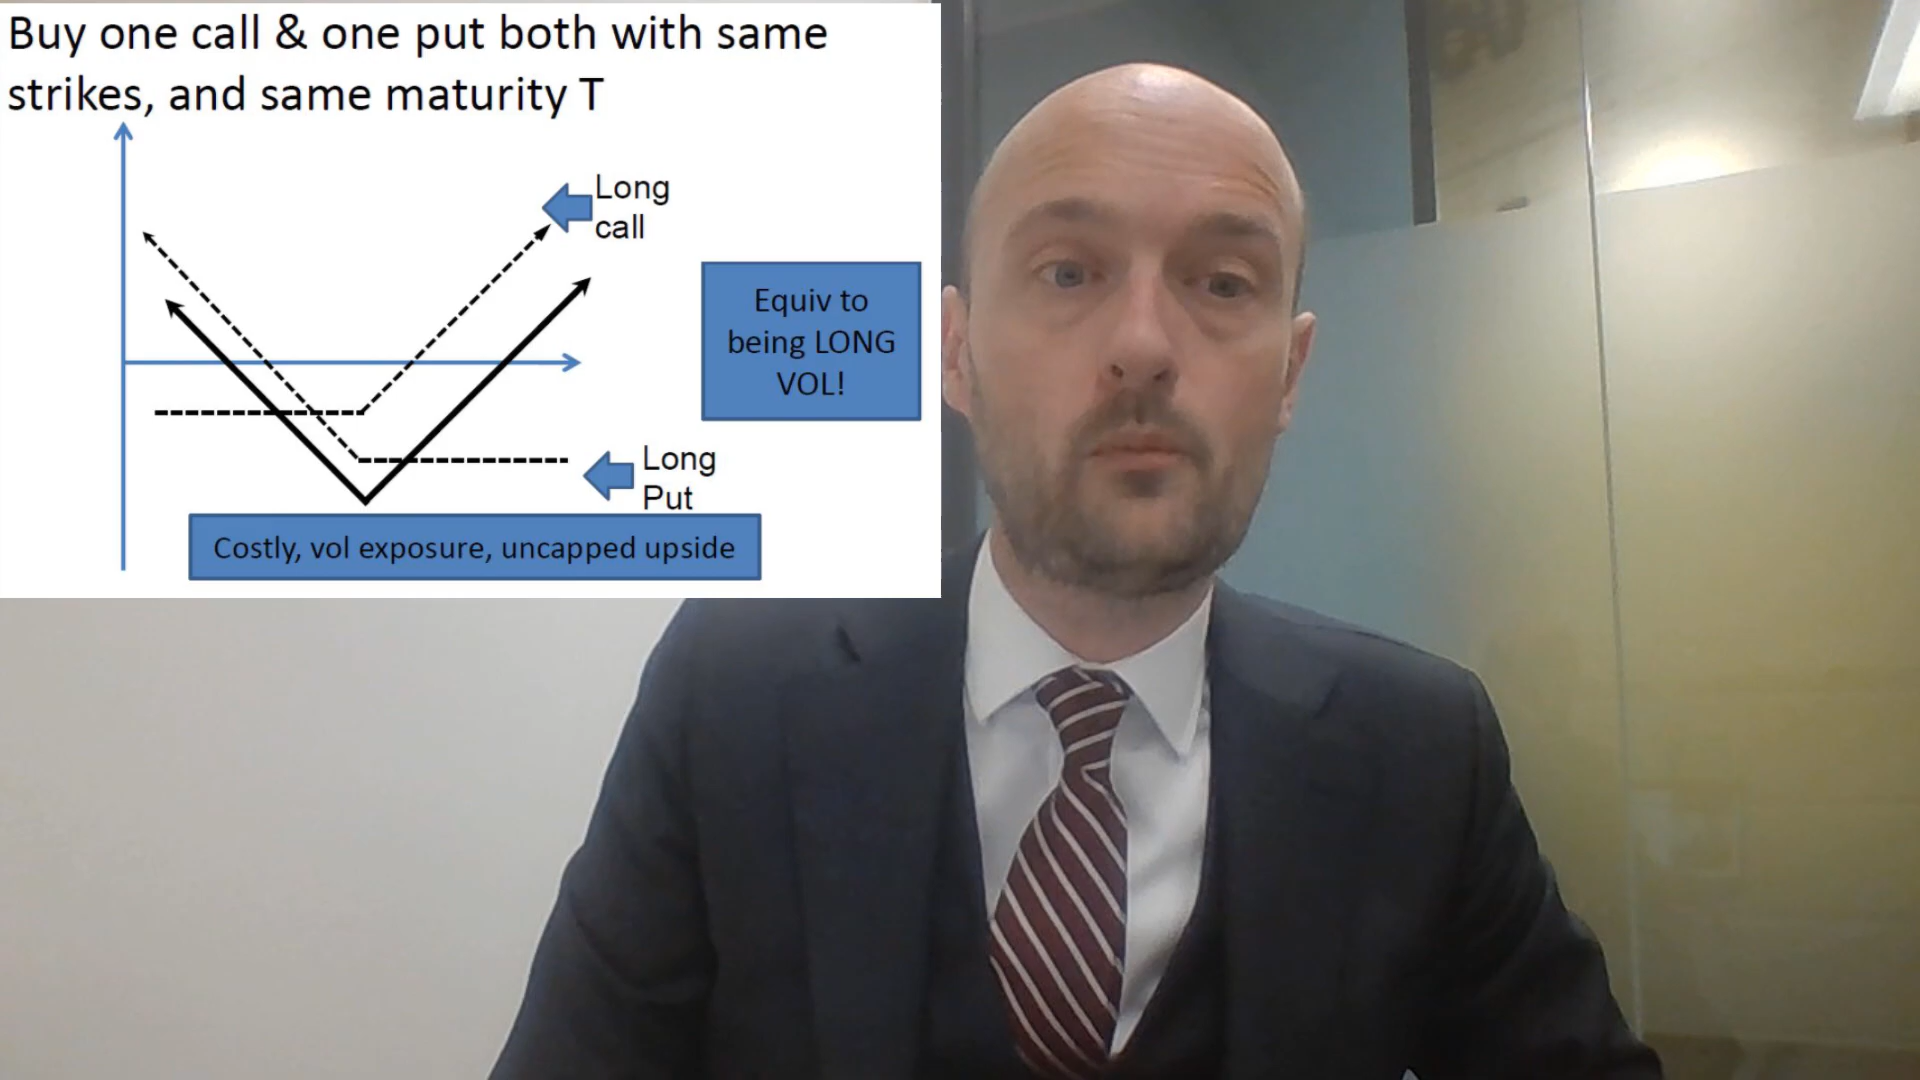 Buy one call & one put both with same
strikes, and same maturity T
Long
call
Equiv to
being LONG
VOL!
Long
Put
Costly, vol exposure, uncapped upside